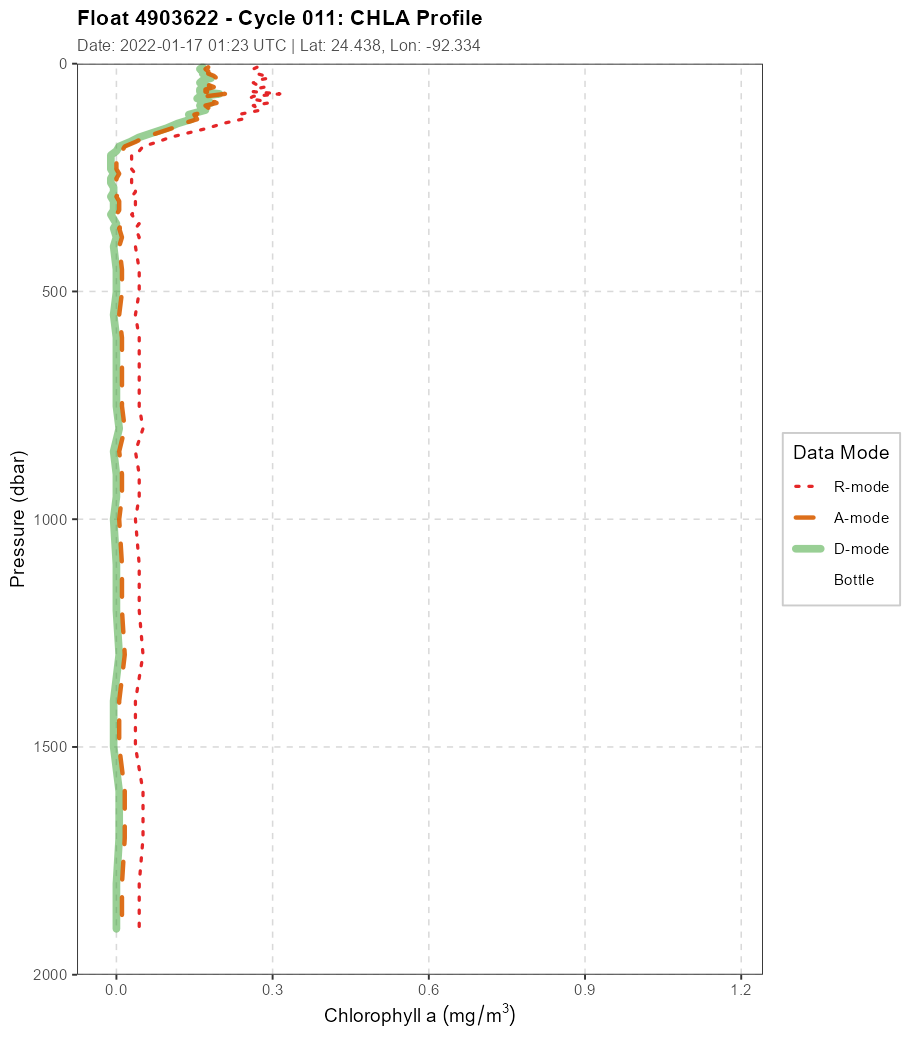 Float 4903622 - Cycle 011: CHLA Profile
Date: 2022-01-17 01:23 UTC | Lat: 24.438, Lon: -92.334
0
500
1000
1500
2000
Pressure (dbar)
0.0 0.3 0.6 0.9 1.2
Chlorophyll a (mg/m³)
Data Mode
R-mode
A-mode
D-mode
Bottle